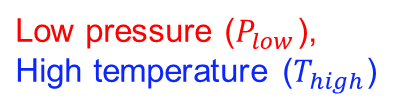 Low pressure (P_low),
High temperature (T_high)